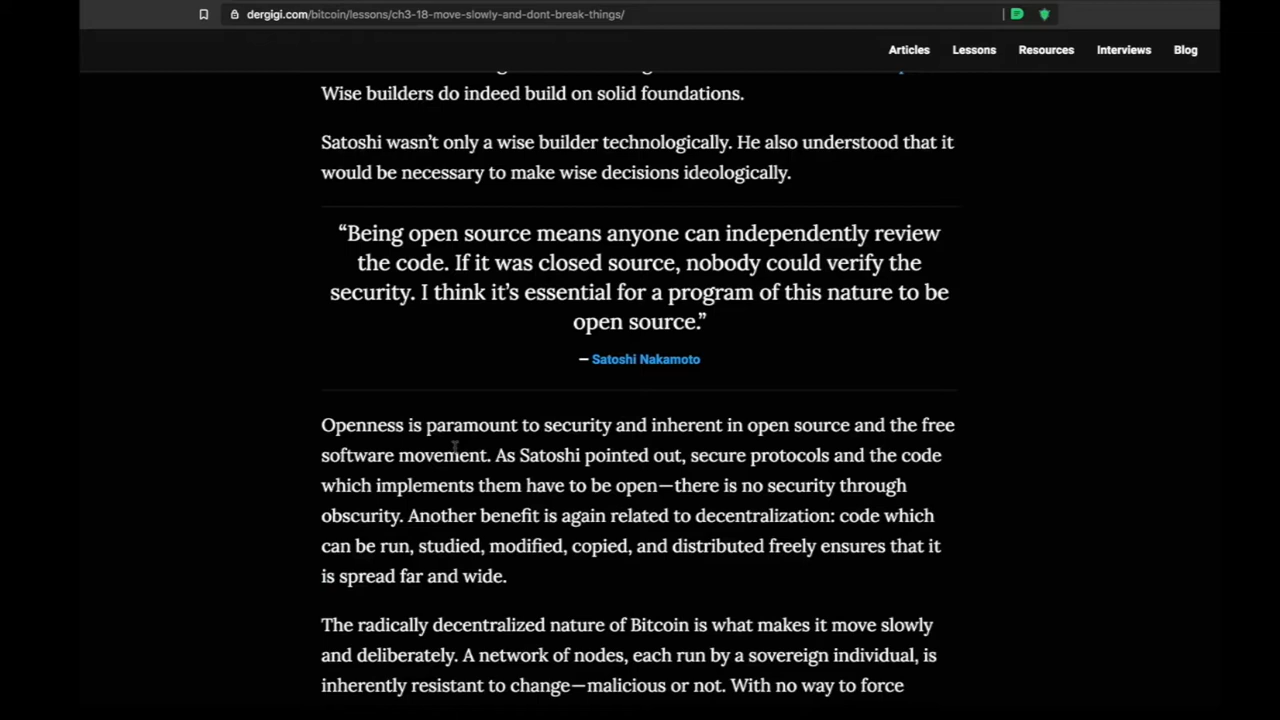 dergigi.com/bitcoin/lessons/ch3-18-move-slowly-and-dont-break-things/
Articles Lessons Resources Interviews Blog
Wise builders do indeed build on solid foundations.
Satoshi wasn’t only a wise builder technologically. He also understood that it
would be necessary to make wise decisions ideologically.
“Being open source means anyone can independently review
the code. If it was closed source, nobody could verify the
security. I think it’s essential for a program of this nature to be
open source.”
— Satoshi Nakamoto
Openness is paramount to security and inherent in open source and the free
software movement. As Satoshi pointed out, secure protocols and the code
which implements them have to be open—there is no security through
obscurity. Another benefit is again related to decentralization: code which
can be run, studied, modified, copied, and distributed freely ensures that it
is spread far and wide.
The radically decentralized nature of Bitcoin is what makes it move slowly
and deliberately. A network of nodes, each run by a sovereign individual, is
inherently resistant to change—malicious or not. With no way to force